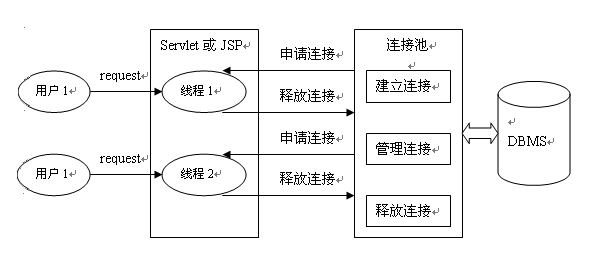 Servlet 或 JSP
申请连接
连接池
request
用户 1
线程 1
建立连接
释放连接
申请连接
DBMS
request
管理连接
用户 1
线程 2
释放连接
释放连接